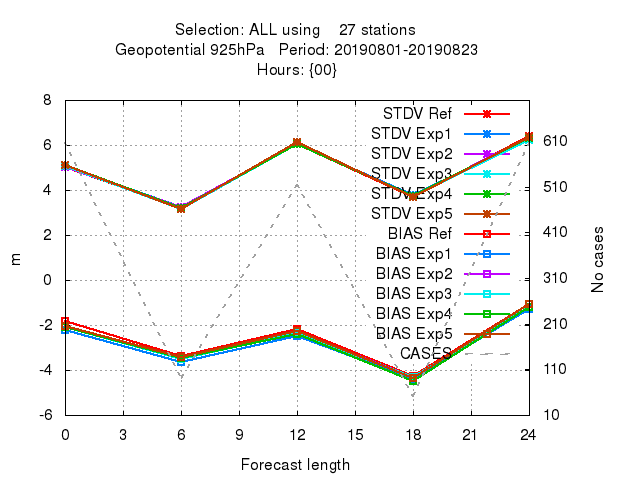 Selection: ALL using 27 stations
Geopotential 925hPa Period: 20190801-20190823
Hours: {00}
8
6
4
2
0
-2
-4
-6
m
610
510
410
310
210
110
10
No cases
STDV Ref
STDV Exp1
STDV Exp2
STDV Exp3
STDV Exp4
STDV Exp5
BIAS Ref
BIAS Exp1
BIAS Exp2
BIAS Exp3
BIAS Exp4
BIAS Exp5
CASES
0 3 6 9 12 15 18 21 24
Forecast length